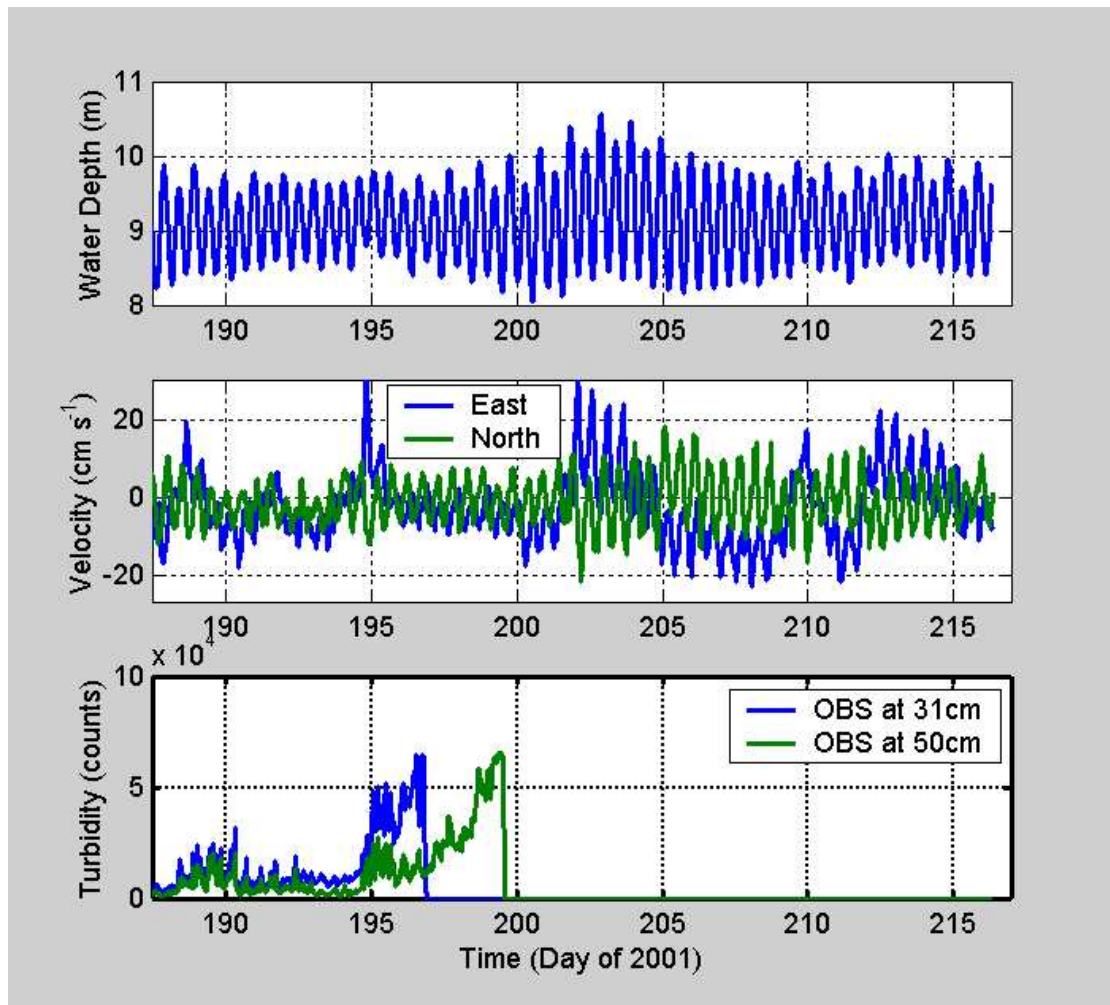 11
10
9
8
Water Depth (m)
190 195 200 205 210 215
20
0
-20
Velocity (cm s-1)
East
North
190 195 200 205 210 215
x 10^4
10
5
0
Turbidity (counts)
OBS at 31cm
OBS at 50cm
190 195 200 205 210 215
Time (Day of 2001)